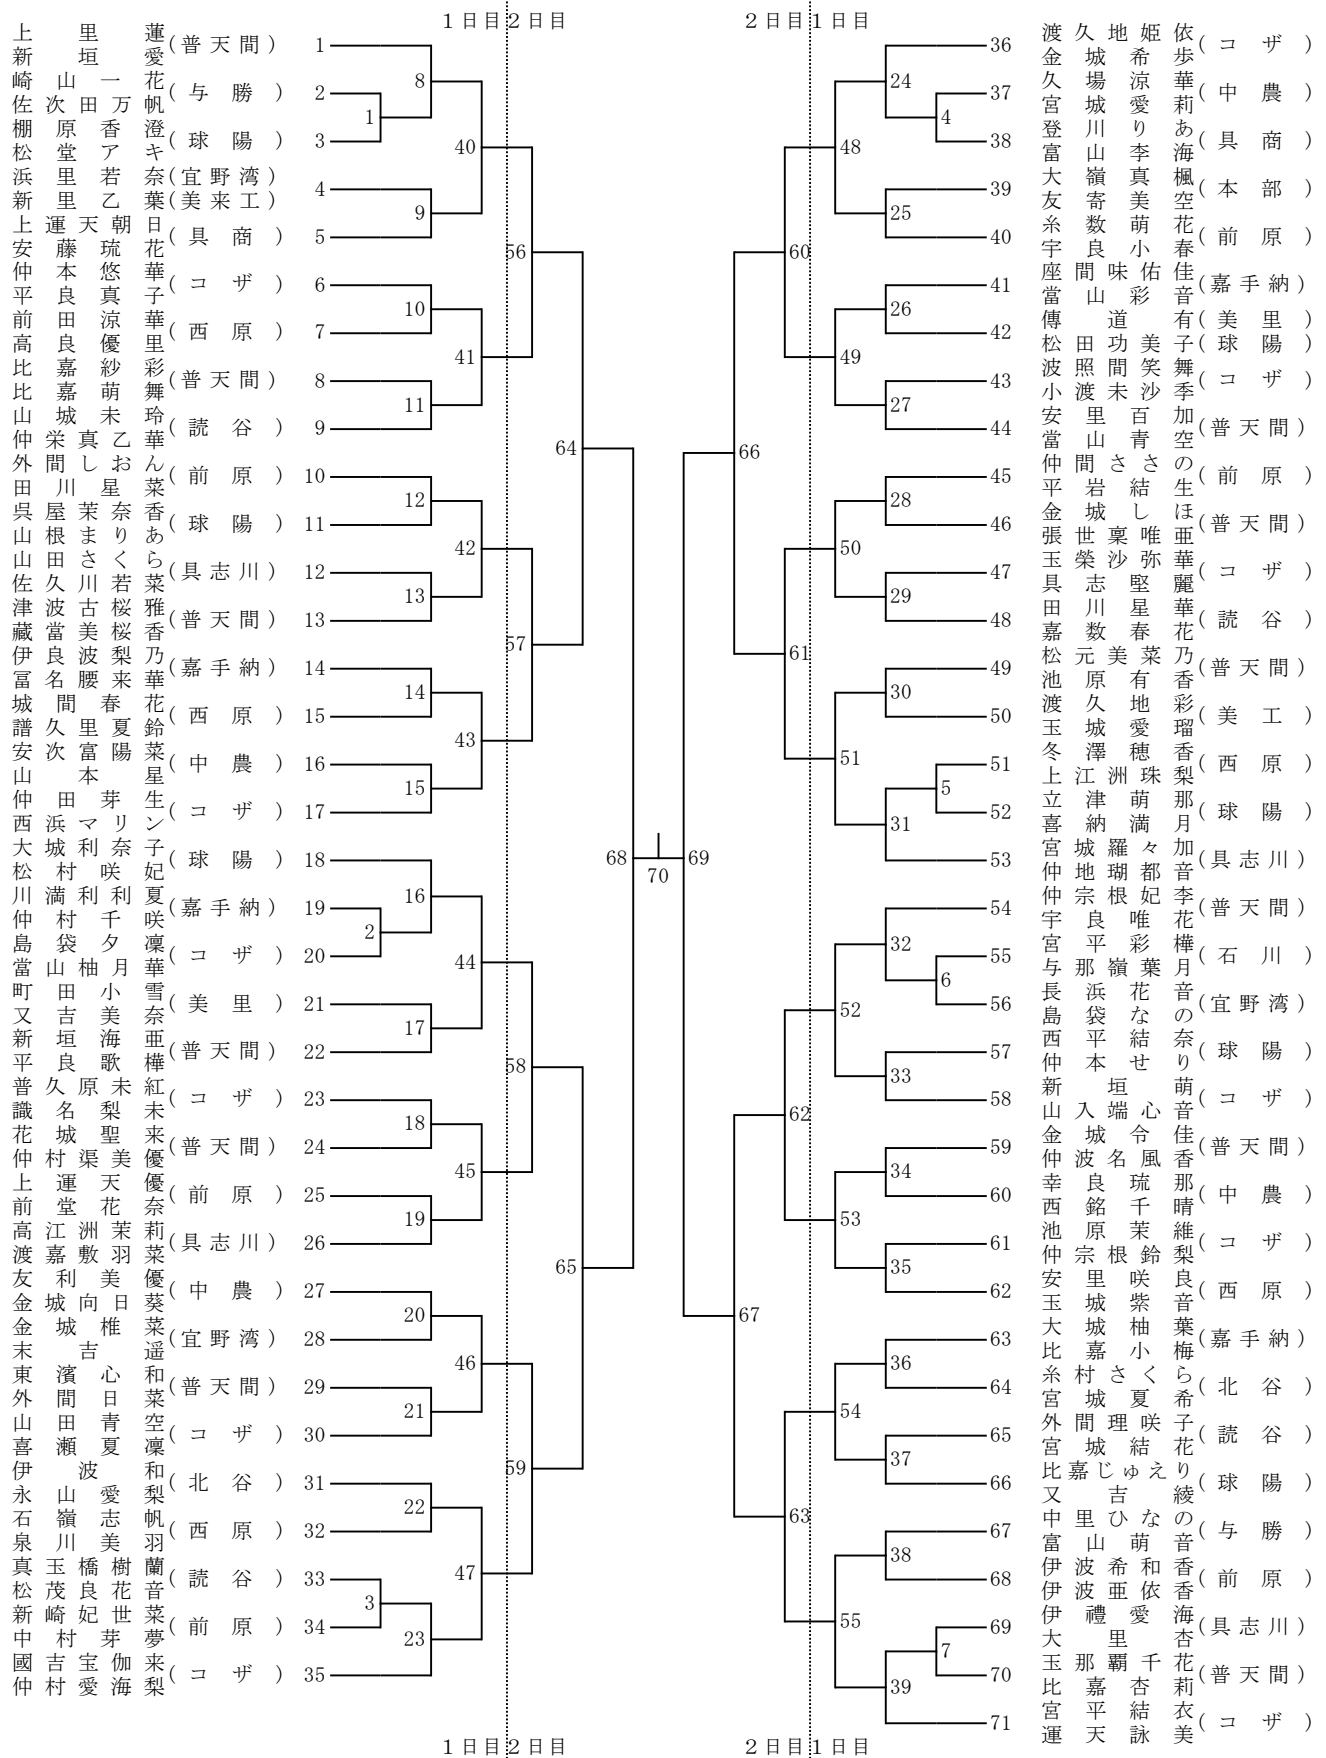 1日目 2日目
上里蓮 (普天間) 1
新垣愛
崎山一花 (与勝) 2
佐次田万帆
棚原香澄 (球陽) 3
松堂アキ
浜里若奈 (宜野湾) 4
新里乙葉 (美来工)
上運天朝日 (具商) 5
安藤琉花
仲本悠華 (コザ) 6
平良真子
前田涼華 (西原) 7
高良優里
比嘉紗彩 (普天間) 8
比嘉萌舞
山城未玲 (読谷) 9
仲栄真乙華
外間しおん (前原) 10
田川星菜
呉屋茉奈香 (球陽) 11
山根まりあ
山田さくら (具志川) 12
佐久川若菜
津波古桜雅 (普天間) 13
藏當美桜香
伊良波梨乃 (嘉手納) 14
冨名腰来華
城間春花 (西原) 15
譜久里夏鈴
安次富陽菜 (中農) 16
山本星
仲田芽生 (コザ) 17
西浜マリン
大城利奈子 (球陽) 18
松村咲妃
川満利利夏 (嘉手納) 19
仲村千咲
島袋夕凜 (コザ) 20
當山柚月華
町田小雪 (美里) 21
又吉美奈
新垣海亜 (普天間) 22
平良歌樺
普久原未紅 (コザ) 23
識名梨未
花城聖来 (普天間) 24
仲村渠美優
上運天優 (前原) 25
前堂花奈
高江洲茉莉 (具志川) 26
渡嘉敷羽菜
友利美優 (中農) 27
金城向日葵
金城椎菜 (宜野湾) 28
末吉遥
東濱心和 (普天間) 29
外間日菜
山田青空 (コザ) 30
喜瀬夏凜
伊波和 (北谷) 31
永山愛梨
石嶺志帆 (西原) 32
泉川美羽
真玉橋樹蘭 (読谷) 33
松茂良花音
新崎妃世菜 (前原) 34
中村芽夢
國吉宝伽来 (コザ) 35
仲村愛海梨
1日目 2日目
1
2
3
8
9
10
11
12
13
14
15
16
17
18
19
20
21
22
23
40
41
42
43
44
45
46
47
56
57
58
59
64
65
68
70
69
66
67
60
61
62
63
48
49
50
51
52
53
54
55
24
25
26
27
28
29
30
31
32
33
34
35
36
37
38
39
4
5
6
7
2日目 1日目
36 渡久地姫依 (コザ)
金城希歩
37 久場涼華 (中農)
宮城愛莉
38 登川りあ (具商)
富山李海
39 大嶺真楓 (本部)
友寄美空
40 糸数萌花 (前原)
宇良小春
41 座間味佑佳 (嘉手納)
當山彩音
42 傳道有 (美里)
松田功美子 (球陽)
43 波照間笑舞 (コザ)
小渡未沙季
44 安里百加 (普天間)
當山青空
45 仲間ささの (前原)
平岩結生
46 金城しほ (普天間)
張世稟唯亜
47 玉榮沙弥華 (コザ)
具志堅麗
48 田川星華 (読谷)
嘉数春花
49 松元美菜乃 (普天間)
池原有香
50 渡久地彩 (美工)
玉城愛瑠
51 冬澤穂香 (西原)
上江洲珠梨
52 立津萌那 (球陽)
喜納満月
53 宮城羅々加 (具志川)
仲地瑚都音
54 仲宗根妃李 (普天間)
宇良唯花
55 宮平彩樺 (石川)
与那嶺葉月
56 長浜花音 (宜野湾)
島袋なの
57 西平結奈 (球陽)
仲本せり
58 新垣萌 (コザ)
山入端心音
59 金城令佳 (普天間)
仲波名風香
60 幸良琉那 (中農)
西銘千晴
61 池原茉維 (コザ)
仲宗根鈴梨
62 安里咲良 (西原)
玉城紫音
63 大城柚葉 (嘉手納)
比嘉小梅
64 糸村さくら (北谷)
宮城夏希
65 外間理咲子 (読谷)
宮城結花
66 比嘉じゅえり (球陽)
又吉綾
67 中里ひなの (与勝)
富山萌音
68 伊波希和香 (前原)
伊波亜依香
69 伊禮愛海 (具志川)
大里杏
70 玉那覇千花 (普天間)
比嘉杏莉
71 宮平結衣 (コザ)
運天詠美
2日目 1日目